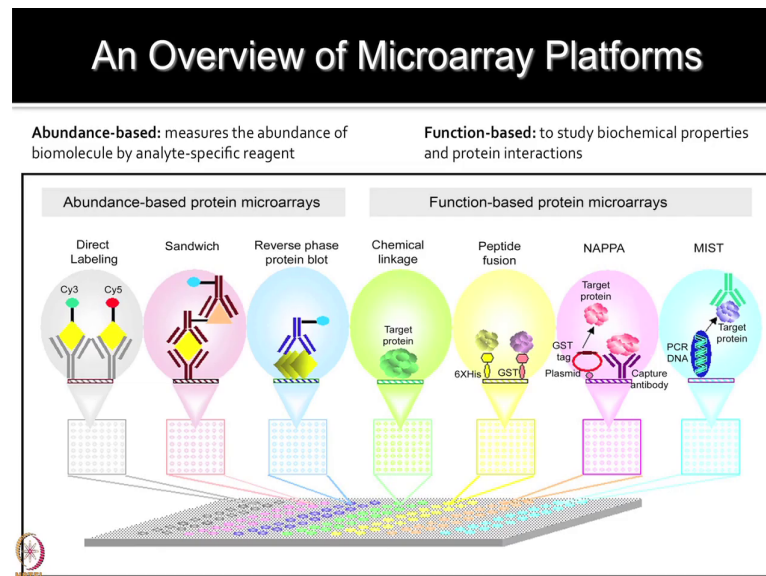 An Overview of Microarray Platforms
Abundance-based: measures the abundance of
biomolecule by analyte-specific reagent
Function-based: to study biochemical properties
and protein interactions
Abundance-based protein microarrays
Function-based protein microarrays
Direct
Labeling
Sandwich
Reverse phase
protein blot
Chemical
linkage
Peptide
fusion
NAPPA
MIST
Cy3
Cy5
Target
protein
6XHis
GST
Target
protein
GST
tag
Plasmid
Capture
antibody
PCR
DNA
Target
protein